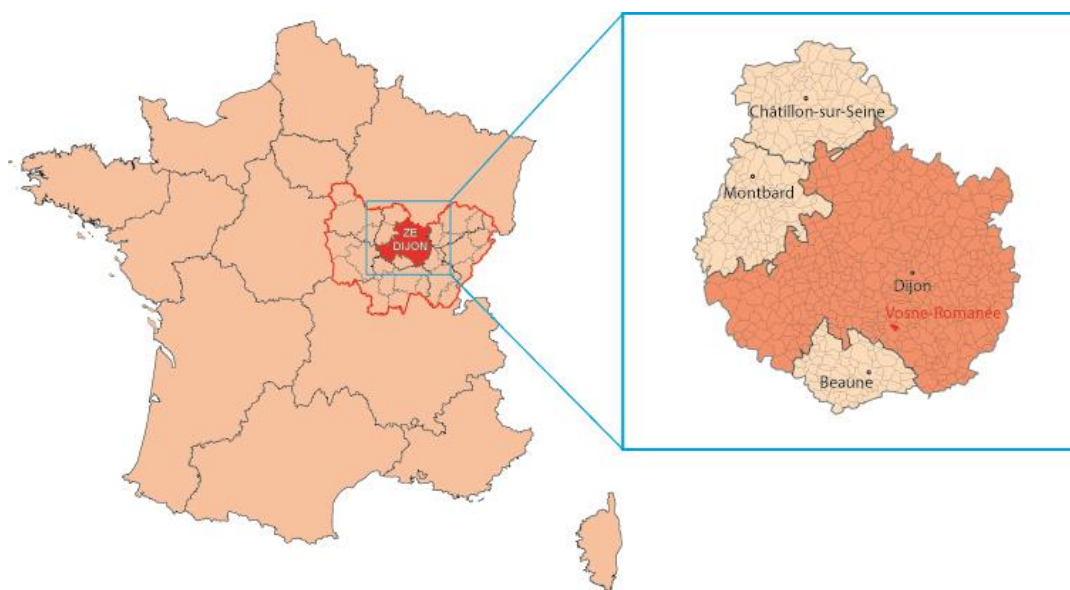 ZE
DIJON
Châtillon-sur-Seine
Montbard
Dijon
Vosne-Romanée
Beaune